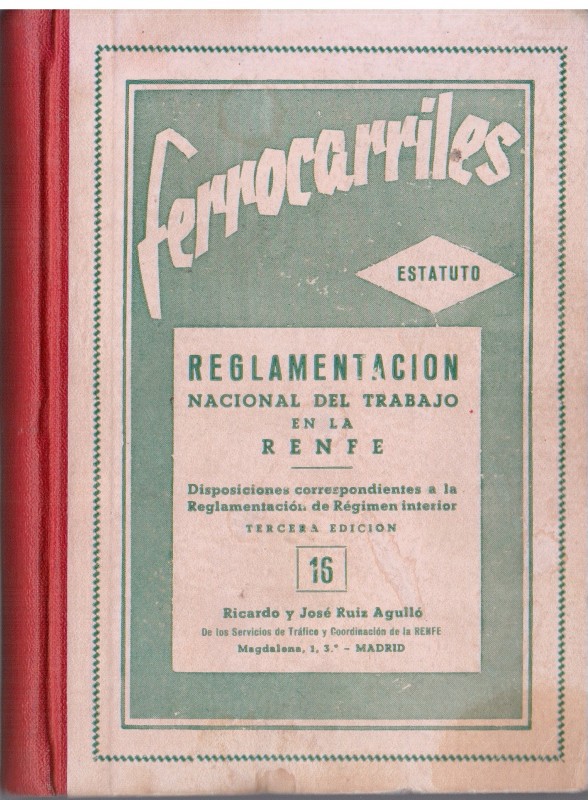 ferrocarriles
ESTATUTO
REGLAMENTACION
NACIONAL DEL TRABAJO
EN LA
RENFE
Disposiciones correspondientes a la
Reglamentación de Régimen interior
TERCERA EDICION
16
Ricardo y José Ruiz Agulló
De los Servicios de Tráfico y Coordinación de la RENFE
Magdalena, 1, 3.º - MADRID